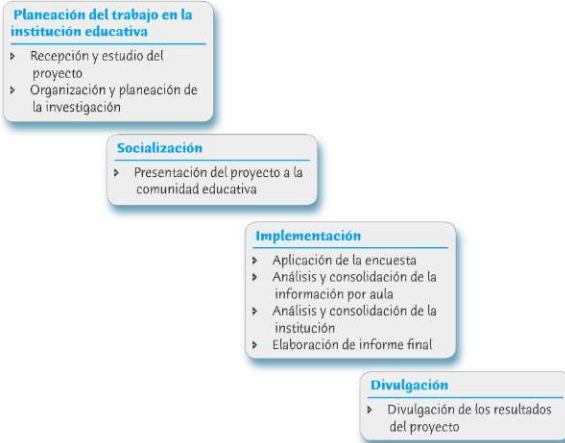 Planeación del trabajo en la
institución educativa
Recepción y estudio del
proyecto
Organización y planeación de
la investigación
Socialización
Presentación del proyecto a la
comunidad educativa
Implementación
Aplicación de la encuesta
Análisis y consolidación de la
información por aula
Análisis y consolidación de la
institución
Elaboración de informe final
Divulgación
Divulgación de los resultados
del proyecto